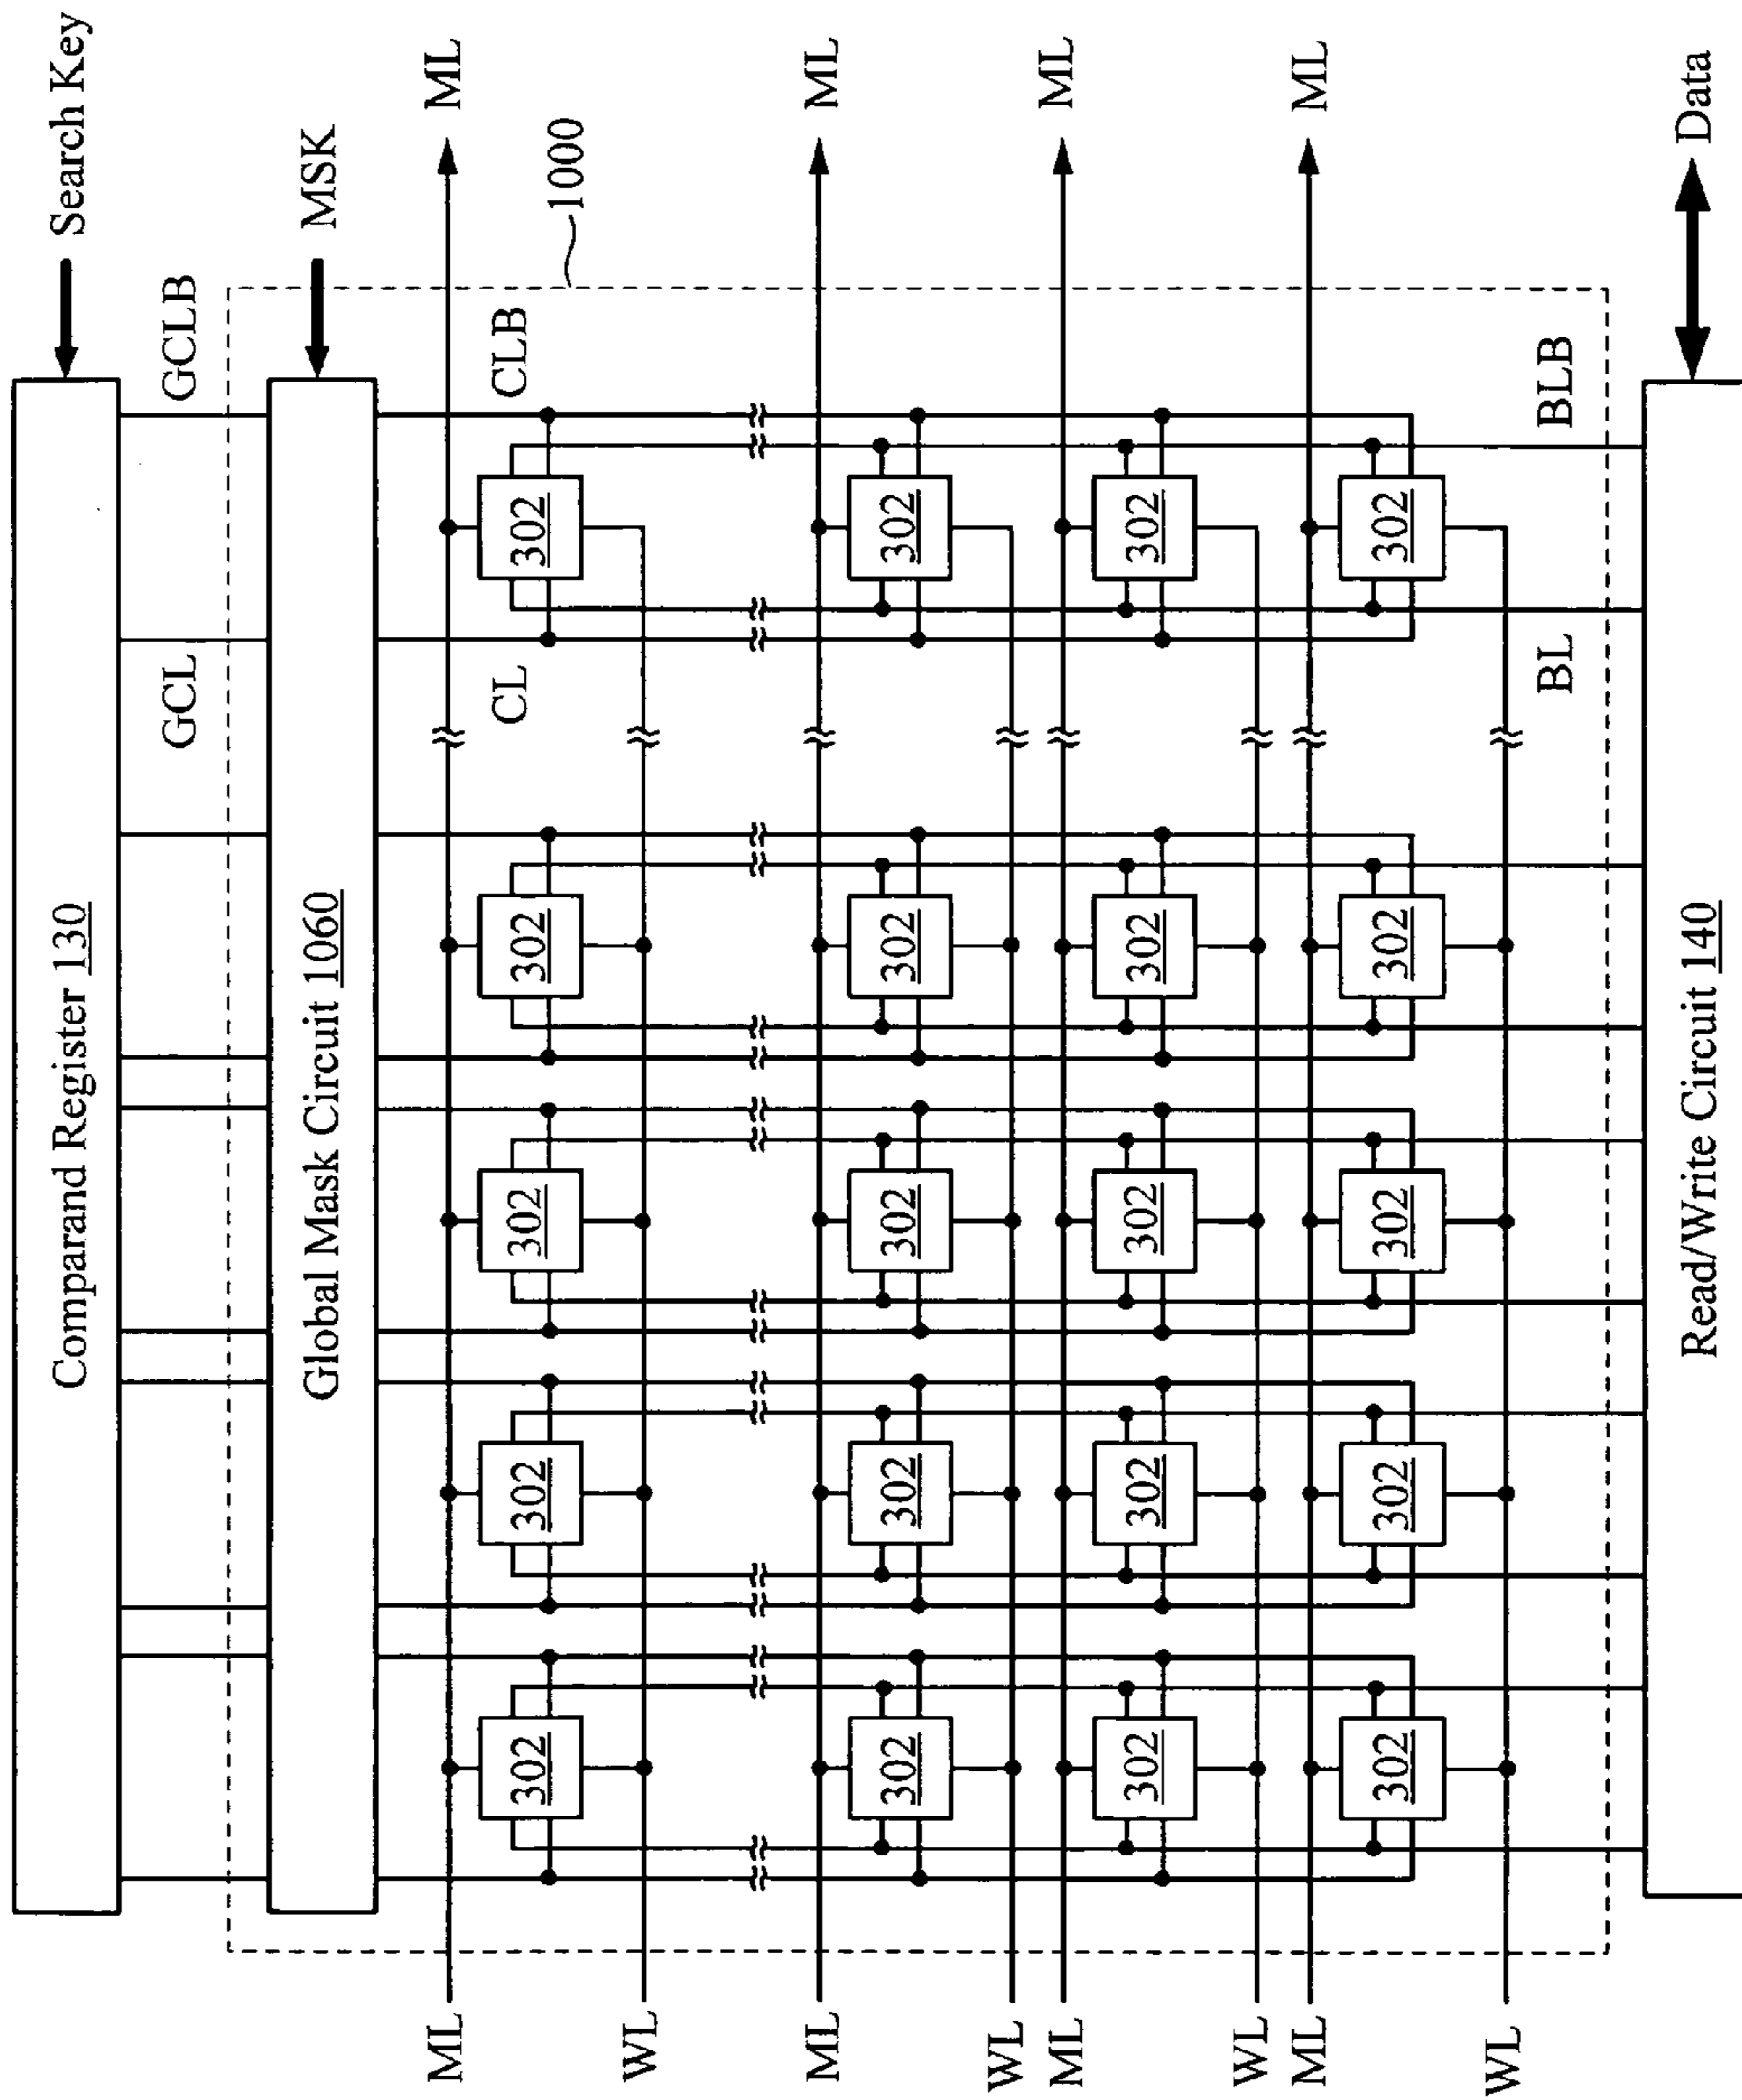 Comparand Register 130
Search Key
GCL
GCLB
Global Mask Circuit 1060
MSK
ML
ML
302
302
302
302
CL
302
CLB
1000
WL
ML
ML
302
302
302
302
302
WL
ML
ML
302
302
302
302
302
WL
ML
ML
302
302
302
302
302
WL
BL
BLB
Read/Write Circuit 140
Data